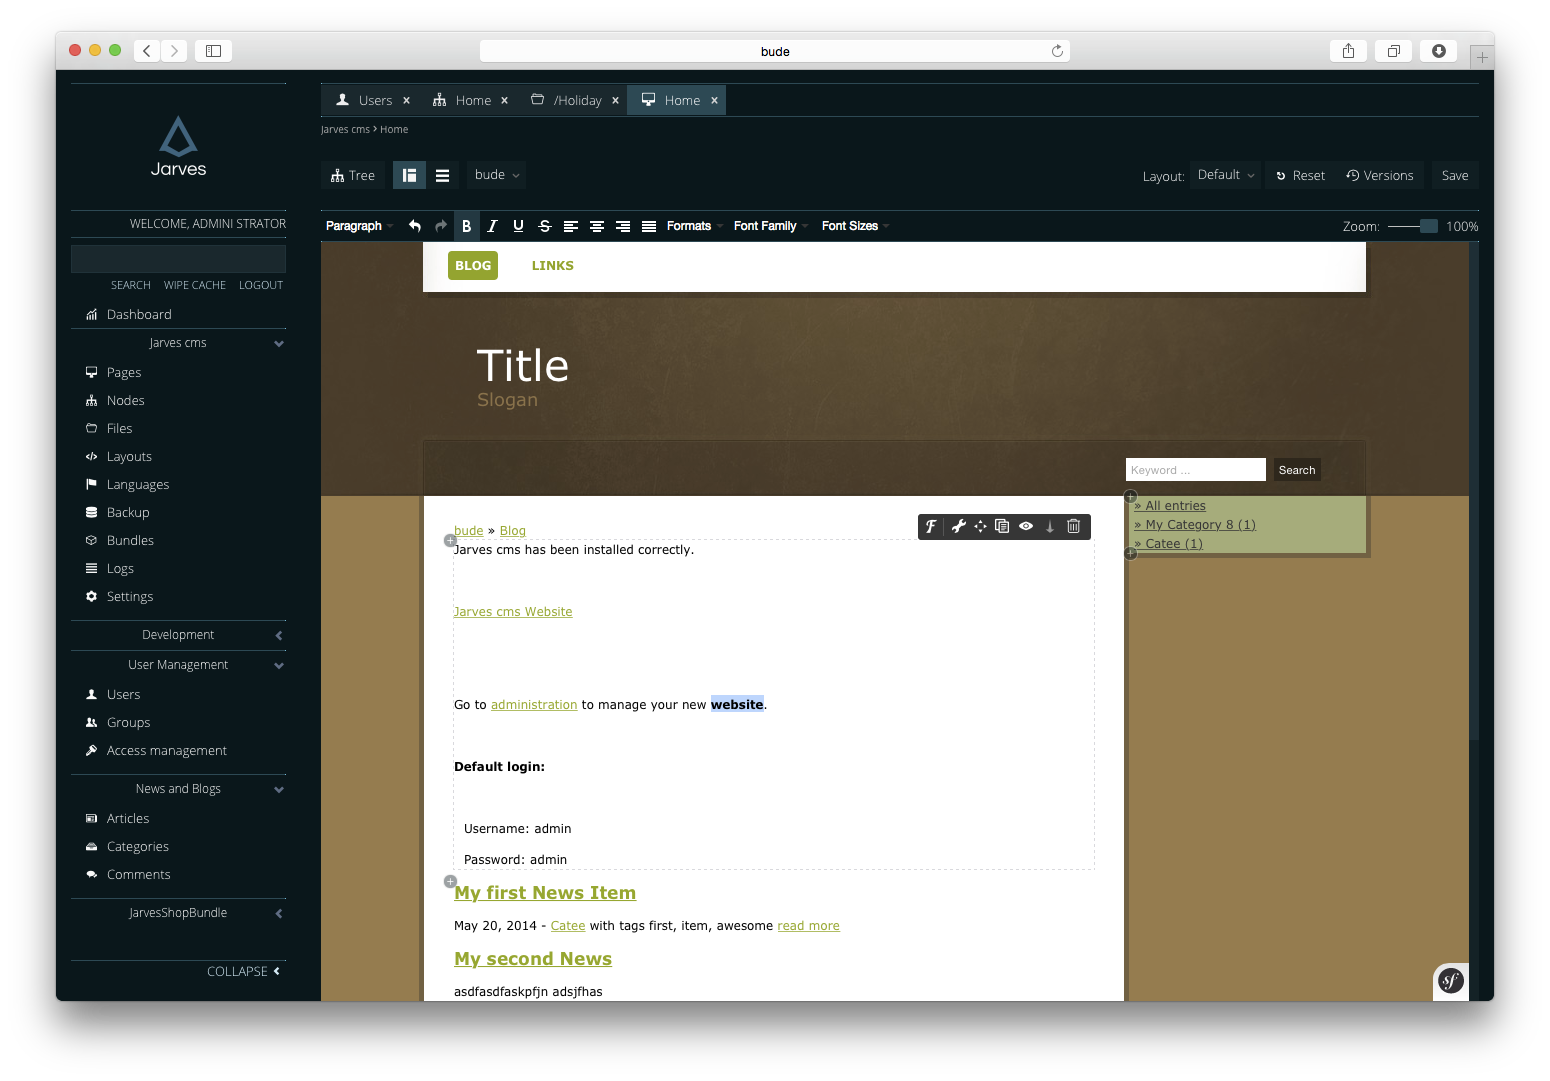 bude
Jarves
WELCOME, ADMINI STRATOR
SEARCH WIPE CACHE LOGOUT
Dashboard
Jarves cms
Pages
Nodes
Files
Layouts
Languages
Backup
Bundles
Logs
Settings
Development
User Management
Users
Groups
Access management
News and Blogs
Articles
Categories
Comments
JarvesShopBundle
COLLAPSE
Users × Home × /Holiday × Home ×
Jarves cms › Home
Tree bude Layout: Default Reset Versions Save
Paragraph B I U S Formats Font Family Font Sizes Zoom: 100%
BLOG LINKS
Title
Slogan
Keyword ... Search
» All entries
» My Category 8 (1)
» Catee (1)
bude » Blog
Jarves cms has been installed correctly.
Jarves cms Website
Go to administration to manage your new website.
Default login:
Username: admin
Password: admin
My first News Item
May 20, 2014 - Catee with tags first, item, awesome read more
My second News
asdfasdfaskpfjn adsjfhas
sf